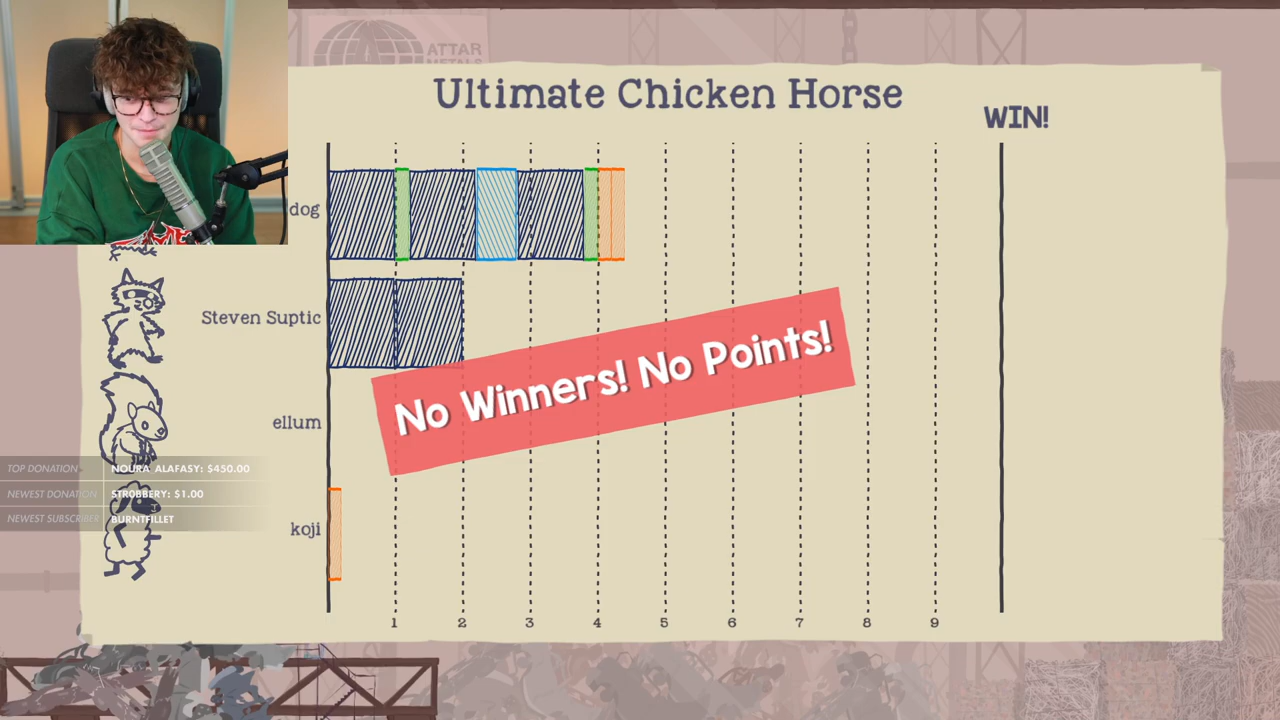 ATTAR
METALS
Ultimate Chicken Horse
WIN!
dog
Steven Suptic
No Winners! No Points!
ellum
TOP DONATION NOURA ALAFASY: $450.00
NEWEST DONATION STR0BBERY: $1.00
NEWEST SUBSCRIBER BURNTFILLET
koji
1 2 3 4 5 6 7 8 9